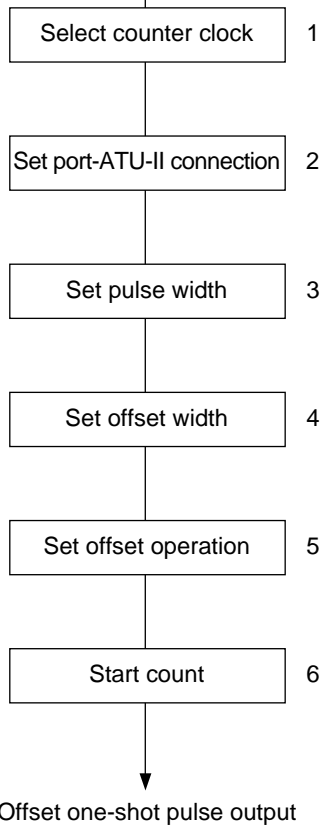 Select counter clock 1
Set port-ATU-II connection 2
Set pulse width 3
Set offset width 4
Set offset operation 5
Start count 6
Offset one-shot pulse output